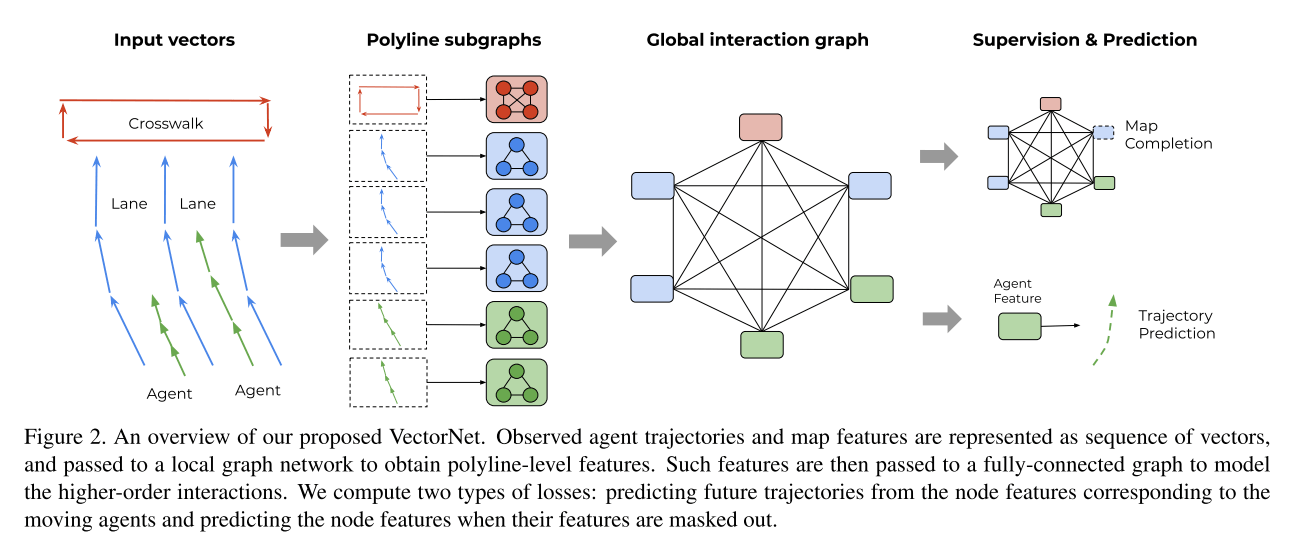 Input vectors
Polyline subgraphs
Global interaction graph
Supervision & Prediction
Crosswalk
Lane
Lane
Agent
Agent
Map
Completion
Agent
Feature
Trajectory
Prediction
Figure 2. An overview of our proposed VectorNet. Observed agent trajectories and map features are represented as sequence of vectors,
and passed to a local graph network to obtain polyline-level features. Such features are then passed to a fully-connected graph to model
the higher-order interactions. We compute two types of losses: predicting future trajectories from the node features corresponding to the
moving agents and predicting the node features when their features are masked out.